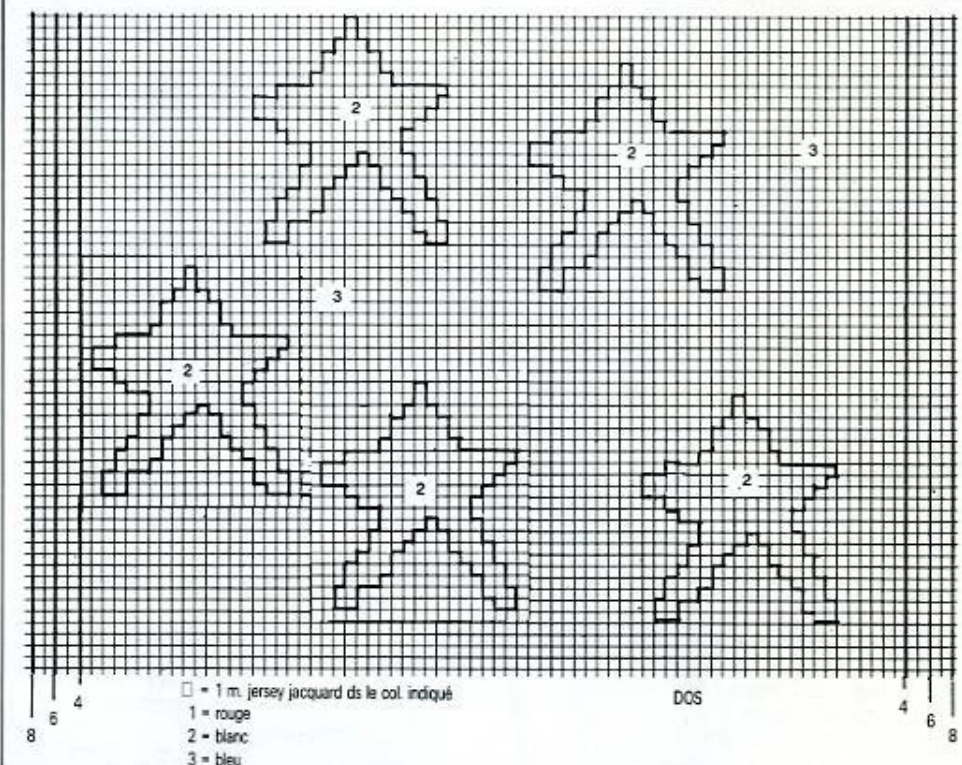 2
2
3
3
2
2
2
□ = 1 m. jersey jacquard ds le col. indiqué
DOS
4
4
6
6
1 = rouge
8
8
2 = blanc
3 = bleu